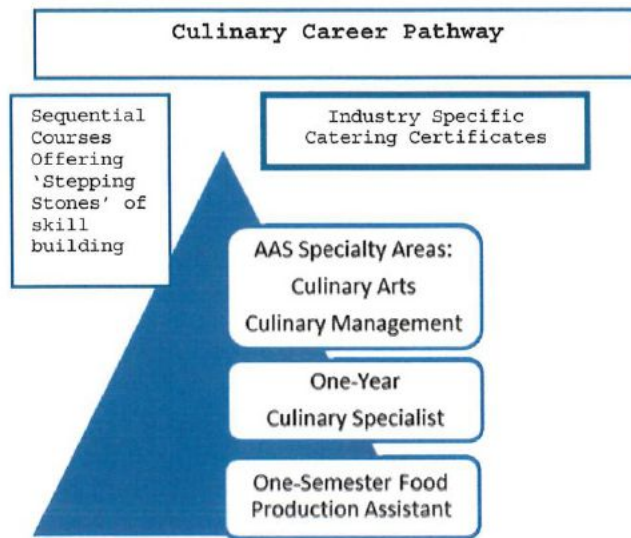 Culinary Career Pathway
Sequential
Courses
Offering
‘Stepping
Stones’ of
skill
building
Industry Specific
Catering Certificates
AAS Specialty Areas:
Culinary Arts
Culinary Management
One-Year
Culinary Specialist
One-Semester Food
Production Assistant